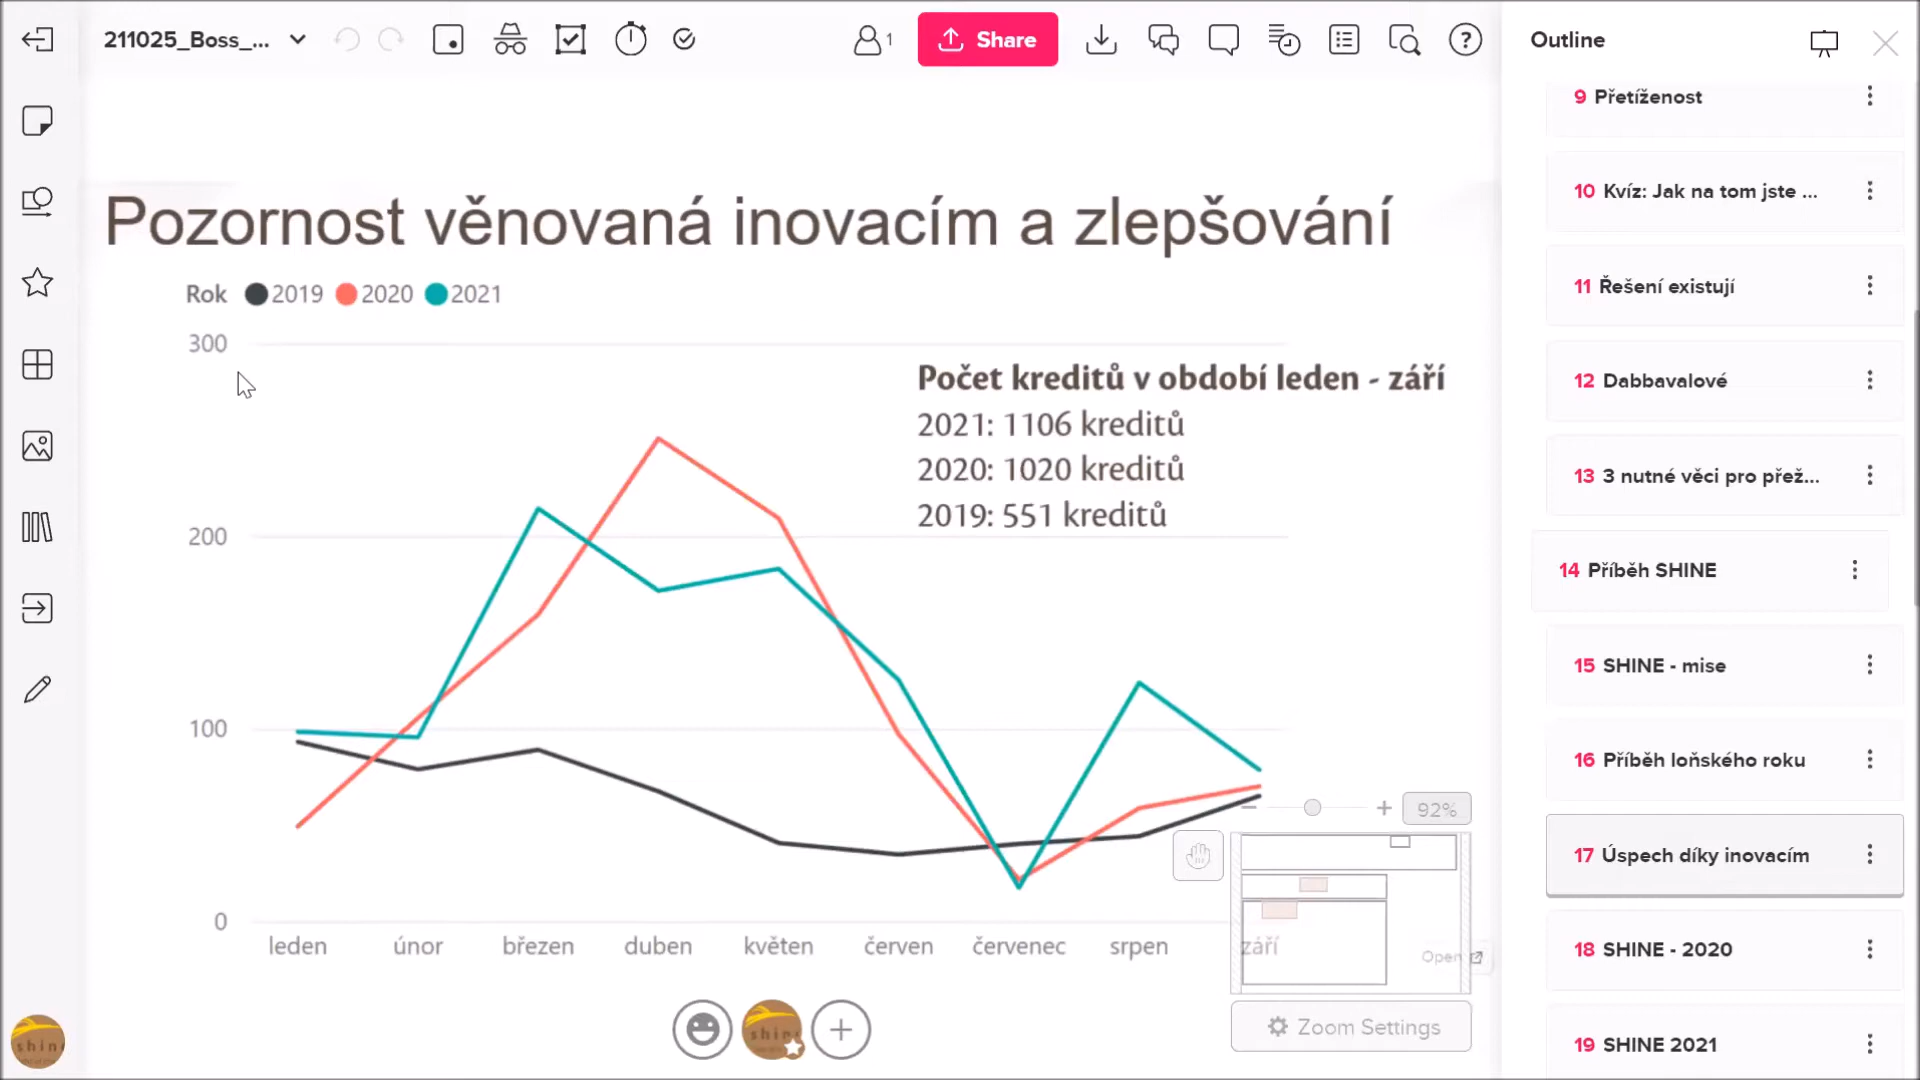 211025_Boss_...
1
Share
Outline
9 Přetíženost
10 Kvíz: Jak na tom jste ...
11 Řešení existují
12 Dabbavalové
13 3 nutné věci pro přež...
14 Příběh SHINE
15 SHINE - mise
16 Příběh loňského roku
17 Úspech díky inovacím
18 SHINE - 2020
19 SHINE 2021
Pozornost věnovaná inovacím a zlepšování
Rok 2019 2020 2021
300
200
100
0
Počet kreditů v období leden - září
2021: 1106 kreditů
2020: 1020 kreditů
2019: 551 kreditů
leden únor březen duben květen červen červenec srpen září
92%
Open
Zoom Settings
shine
shin